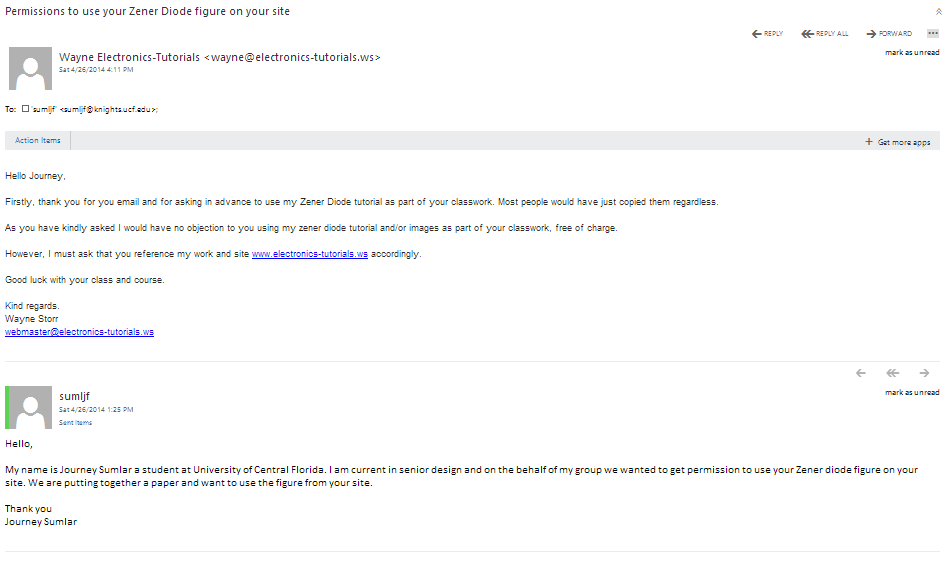 Permissions to use your Zener Diode figure on your site
REPLY REPLY ALL FORWARD
mark as unread
Wayne Electronics-Tutorials <wayne@electronics-tutorials.ws>
Sat 4/26/2014 4:11 PM
To: 'sumljf' <sumljf@knights.ucf.edu>;
Action Items
+ Get more apps
Hello Journey,
Firstly, thank you for you email and for asking in advance to use my Zener Diode tutorial as part of your classwork. Most people would have just copied them regardless.
As you have kindly asked I would have no objection to you using my zener diode tutorial and/or images as part of your classwork, free of charge.
However, I must ask that you reference my work and site www.electronics-tutorials.ws accordingly.
Good luck with your class and course.
Kind regards.
Wayne Storr
webmaster@electronics-tutorials.ws
mark as unread
sumljf
Sat 4/26/2014 1:25 PM
Sent Items
Hello,
My name is Journey Sumlar a student at University of Central Florida. I am current in senior design and on the behalf of my group we wanted to get permission to use your Zener diode figure on your
site. We are putting together a paper and want to use the figure from your site.
Thank you
Journey Sumlar